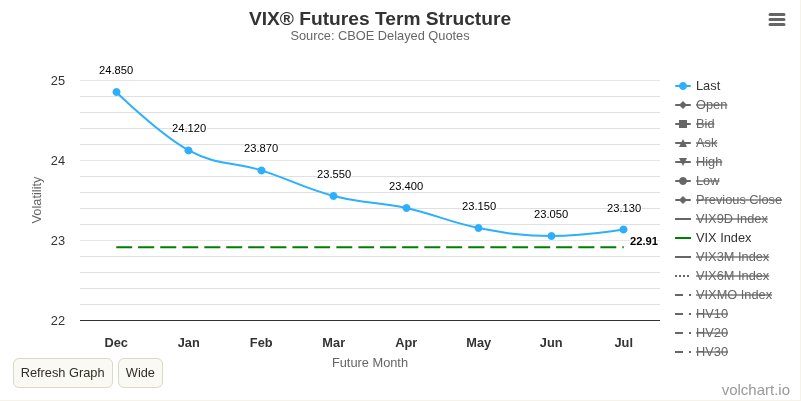 VIX® Futures Term Structure
Source: CBOE Delayed Quotes
Volatility
25
24
23
22
24.850
24.120
23.870
23.550
23.400
23.150
23.050
23.130
22.91
Dec Jan Feb Mar Apr May Jun Jul
Future Month
Last
Open
Bid
Ask
High
Low
Previous Close
VIX9D Index
VIX Index
VIX3M Index
VIX6M Index
VIXMO Index
HV10
HV20
HV30
Refresh Graph
Wide
volchart.io